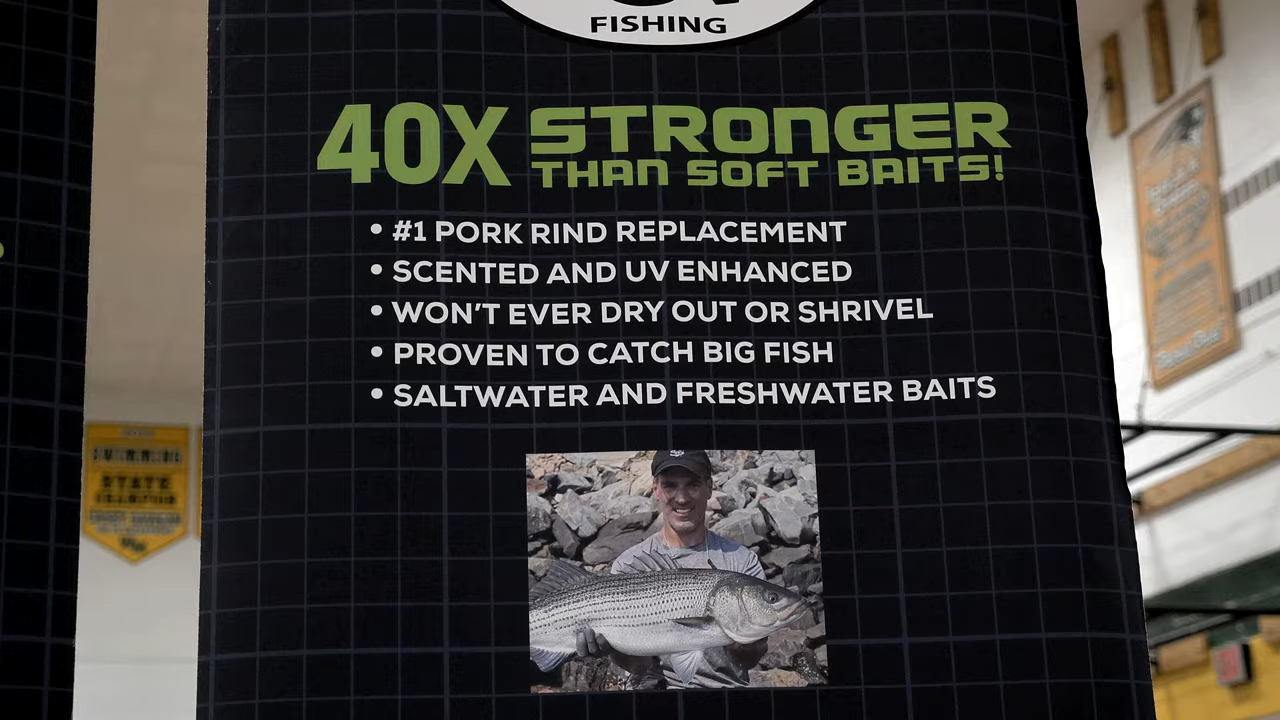 FISHING
40X STRONGER
THAN SOFT BAITS!
• #1 PORK RIND REPLACEMENT
• SCENTED AND UV ENHANCED
• WON'T EVER DRY OUT OR SHRIVEL
• PROVEN TO CATCH BIG FISH
• SALTWATER AND FRESHWATER BAITS
STATE